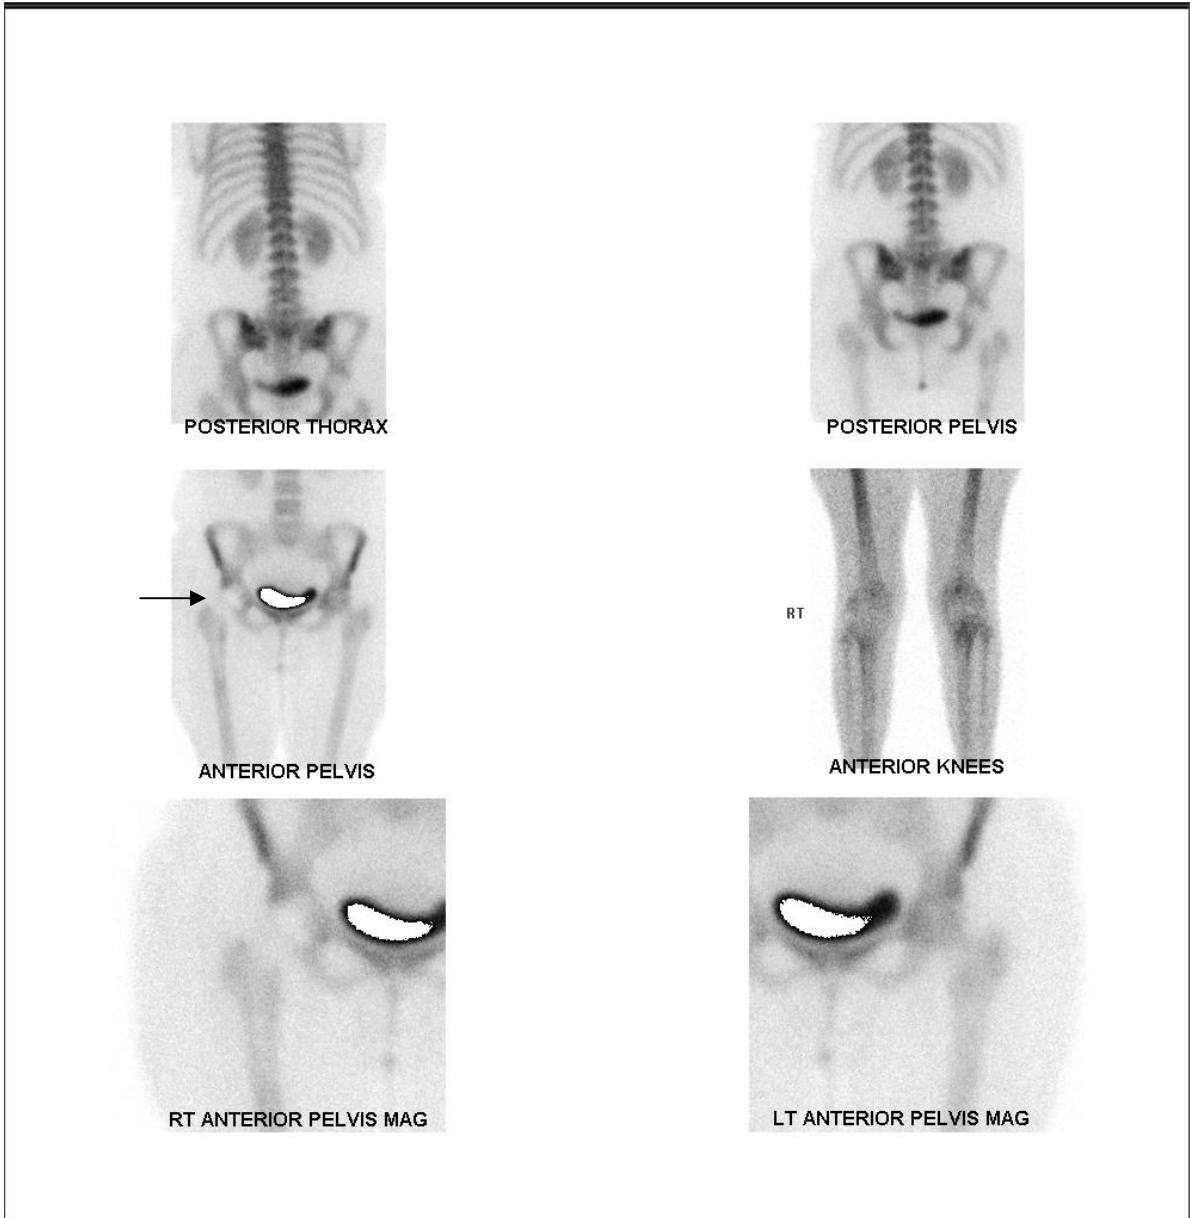 POSTERIOR THORAX
POSTERIOR PELVIS
ANTERIOR PELVIS
RT
ANTERIOR KNEES
RT ANTERIOR PELVIS MAG
LT ANTERIOR PELVIS MAG